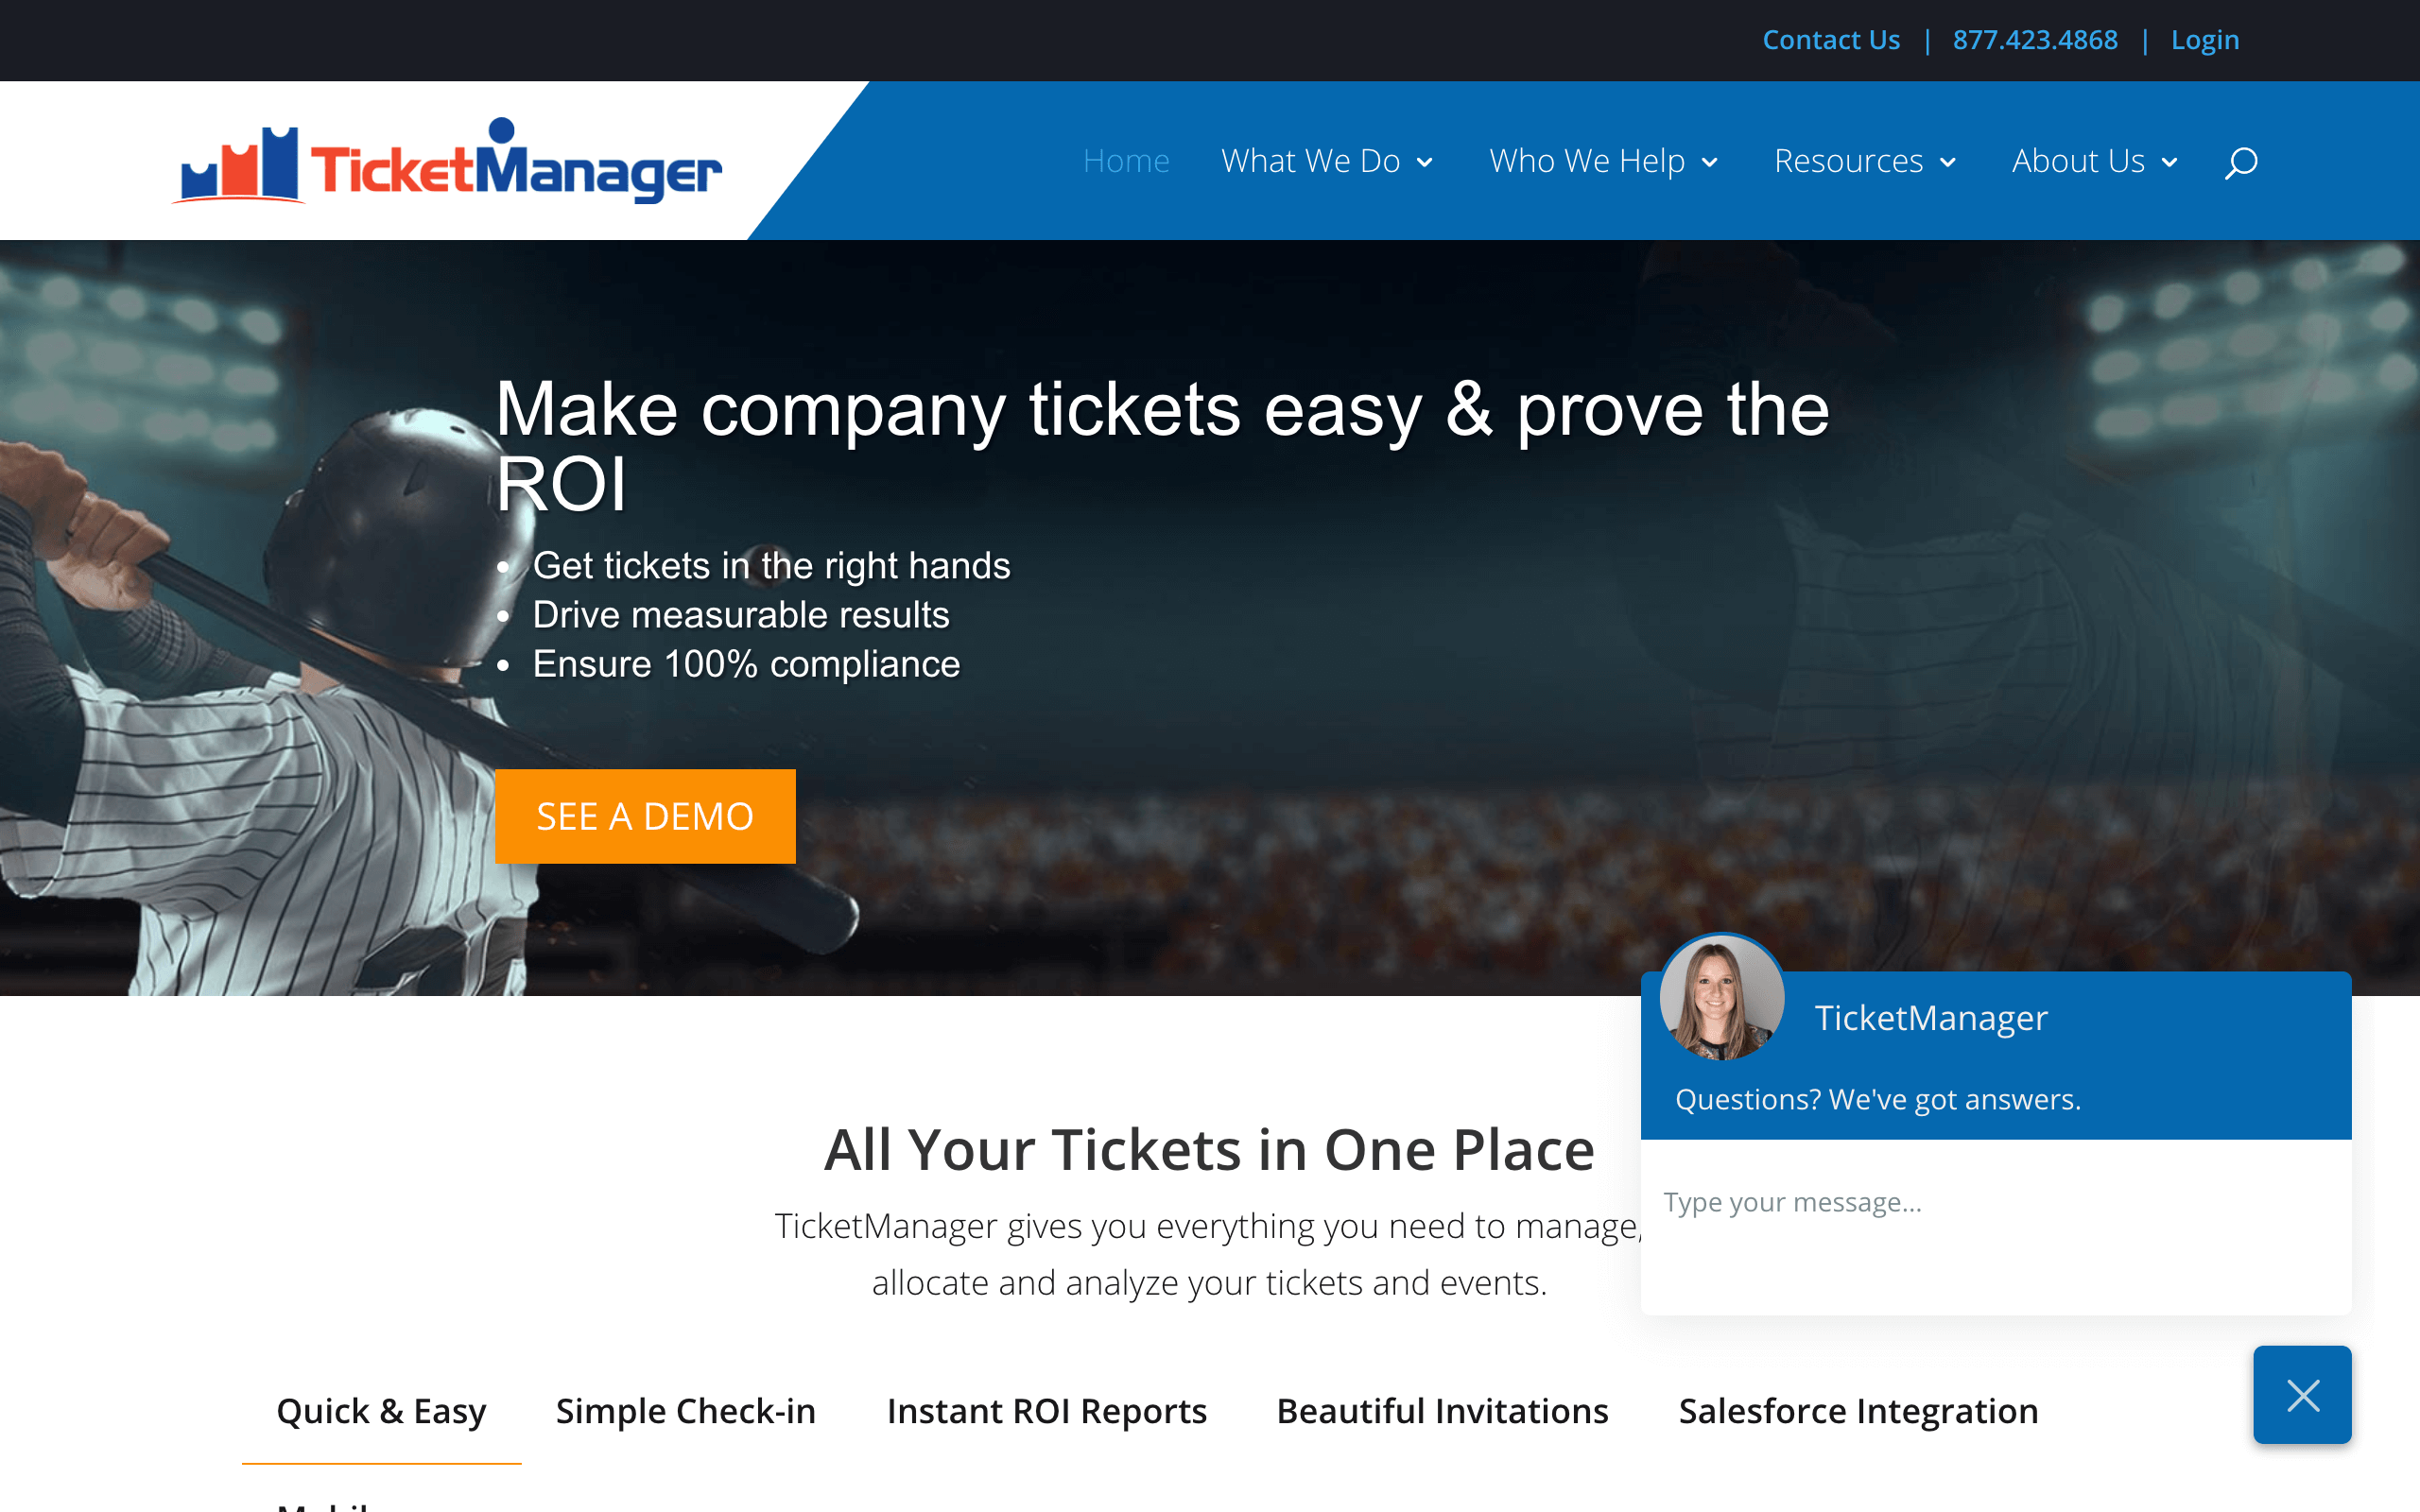 Contact Us | 877.423.4868 | Login
TicketManager
Home What We Do Who We Help Resources About Us
Make company tickets easy & prove the
ROI
• Get tickets in the right hands
• Drive measurable results
• Ensure 100% compliance
SEE A DEMO
TicketManager
Questions? We've got answers.
Type your message...
All Your Tickets in One Place
TicketManager gives you everything you need to manage,
allocate and analyze your tickets and events.
Quick & Easy Simple Check-in Instant ROI Reports Beautiful Invitations Salesforce Integration